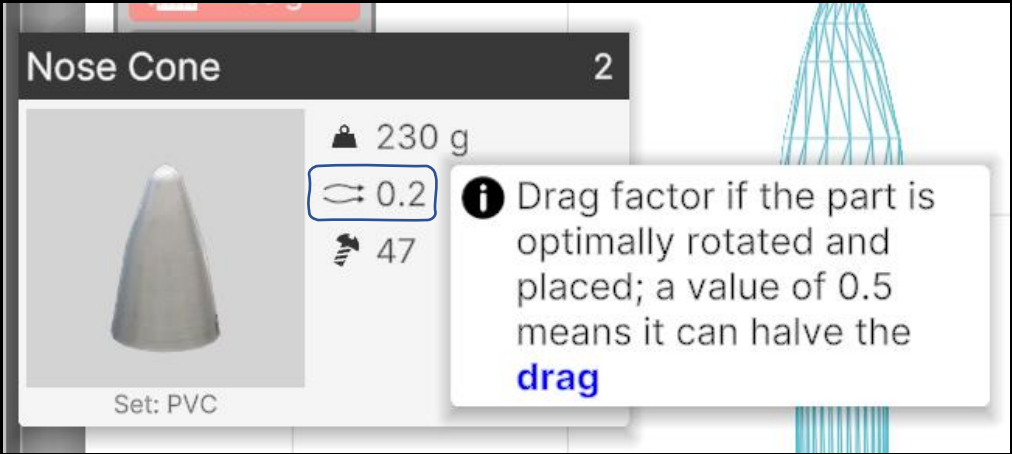 Nose Cone 2
230 g
0.2
47
Set: PVC
Drag factor if the part is
optimally rotated and
placed; a value of 0.5
means it can halve the
drag